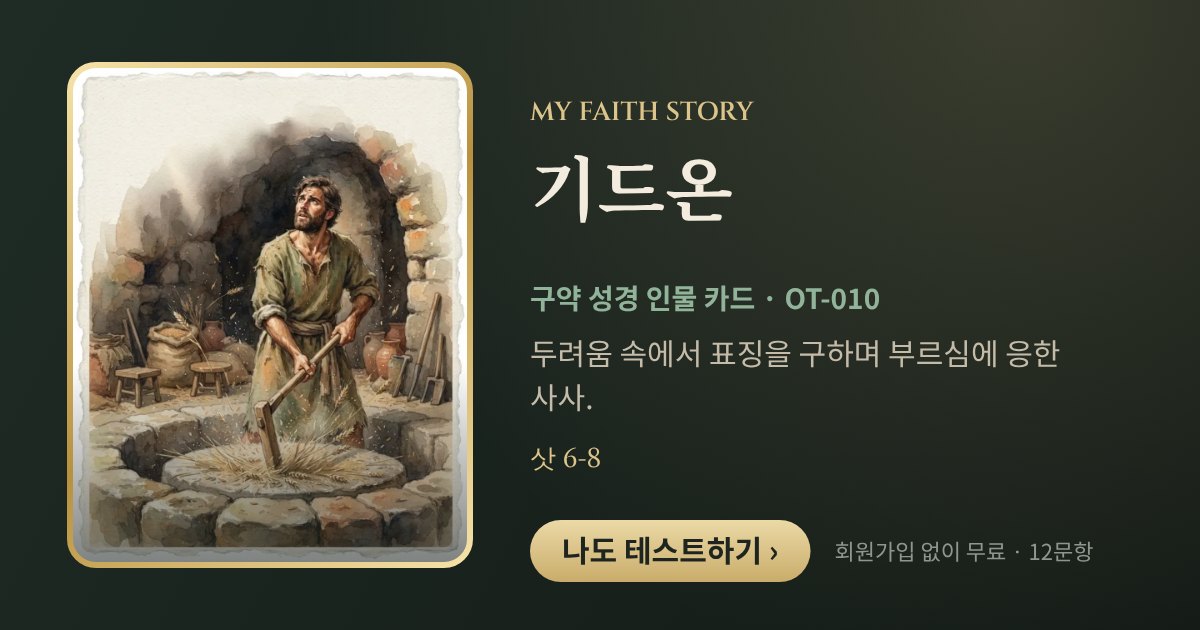 MY FAITH STORY
기드온
구약 성경 인물 카드 · OT-010
두려움 속에서 표징을 구하며 부르심에 응한
사사.
삿 6-8
나도 테스트하기 ›
회원가입 없이 무료 · 12문항